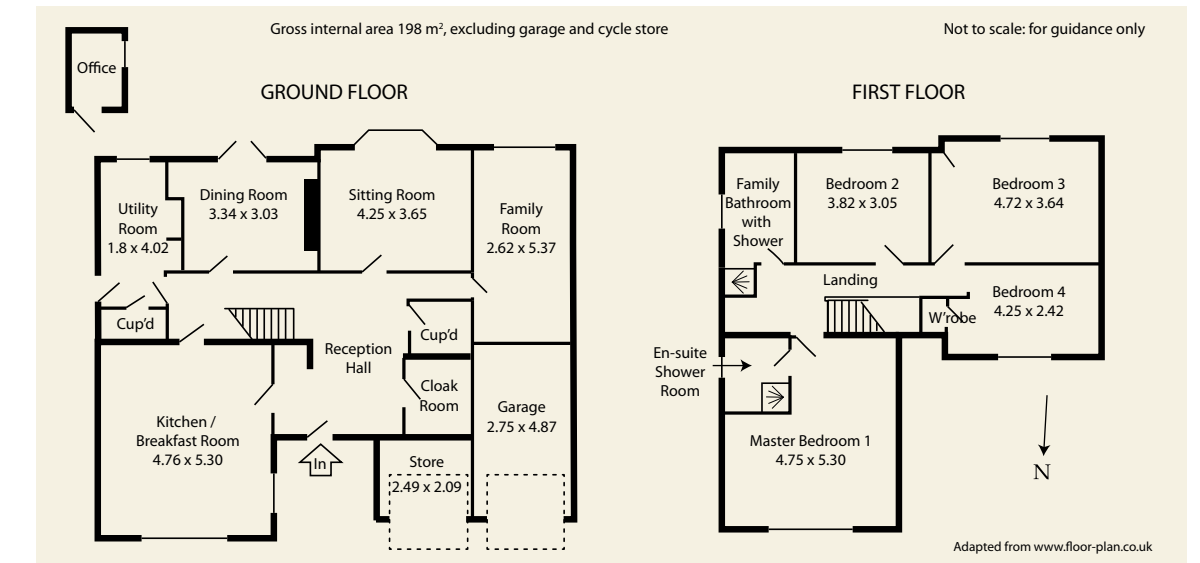 Gross internal area 198 m², excluding garage and cycle store
Not to scale: for guidance only
Office
GROUND FLOOR
FIRST FLOOR
Utility
Room
1.8 x 4.02
Dining Room
3.34 x 3.03
Sitting Room
4.25 x 3.65
Family
Room
2.62 x 5.37
Cup’d
Cup’d
Reception
Hall
Cloak
Room
Kitchen /
Breakfast Room
4.76 x 5.30
In
Store
2.49 x 2.09
Garage
2.75 x 4.87
Family
Bathroom
with
Shower
Bedroom 2
3.82 x 3.05
Bedroom 3
4.72 x 3.64
Landing
Bedroom 4
4.25 x 2.42
W’robe
En-suite
Shower
Room
Master Bedroom 1
4.75 x 5.30
N
Adapted from www.floor-plan.co.uk